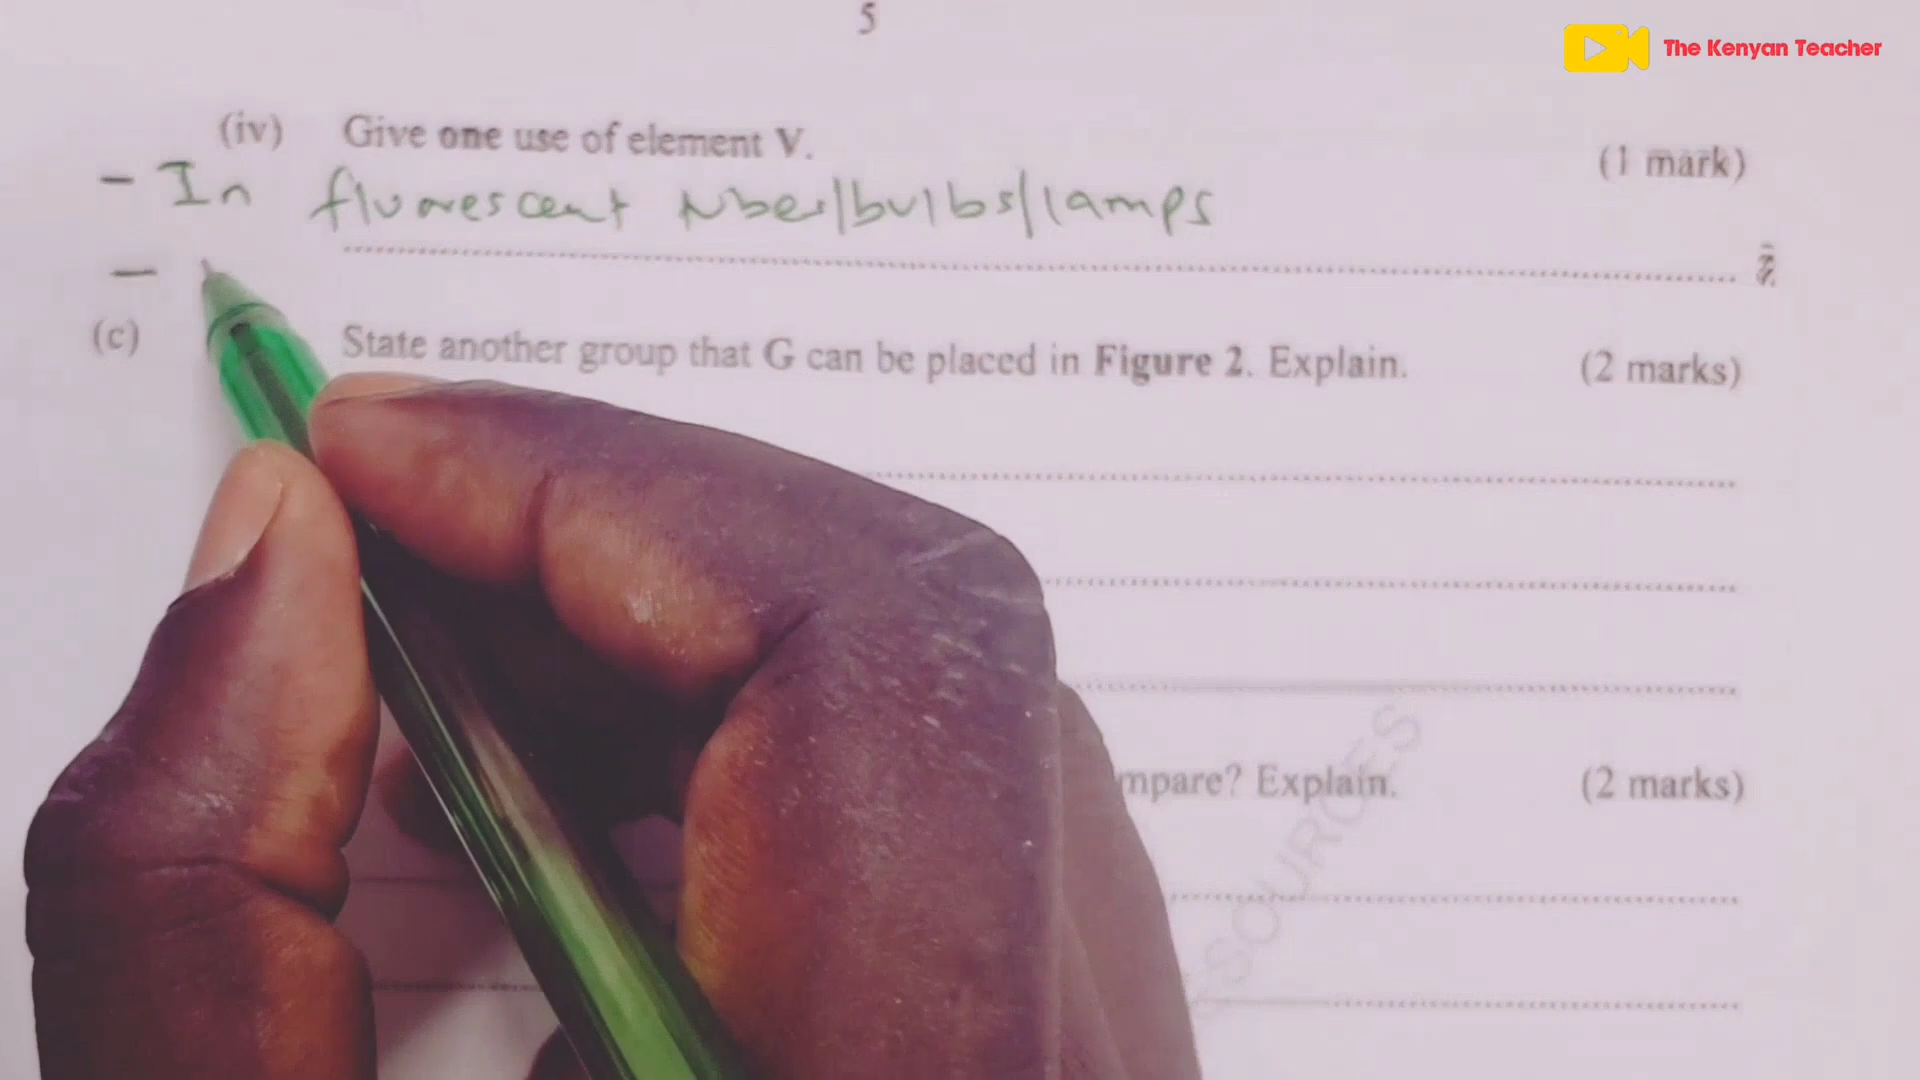 5
The Kenyan Teacher
(iv) Give one use of element V. (1 mark)
- In fluorescent tubes/bulbs/lamps
-
(c) State another group that G can be placed in Figure 2. Explain. (2 marks)
mpare? Explain. (2 marks)
ESOURCES